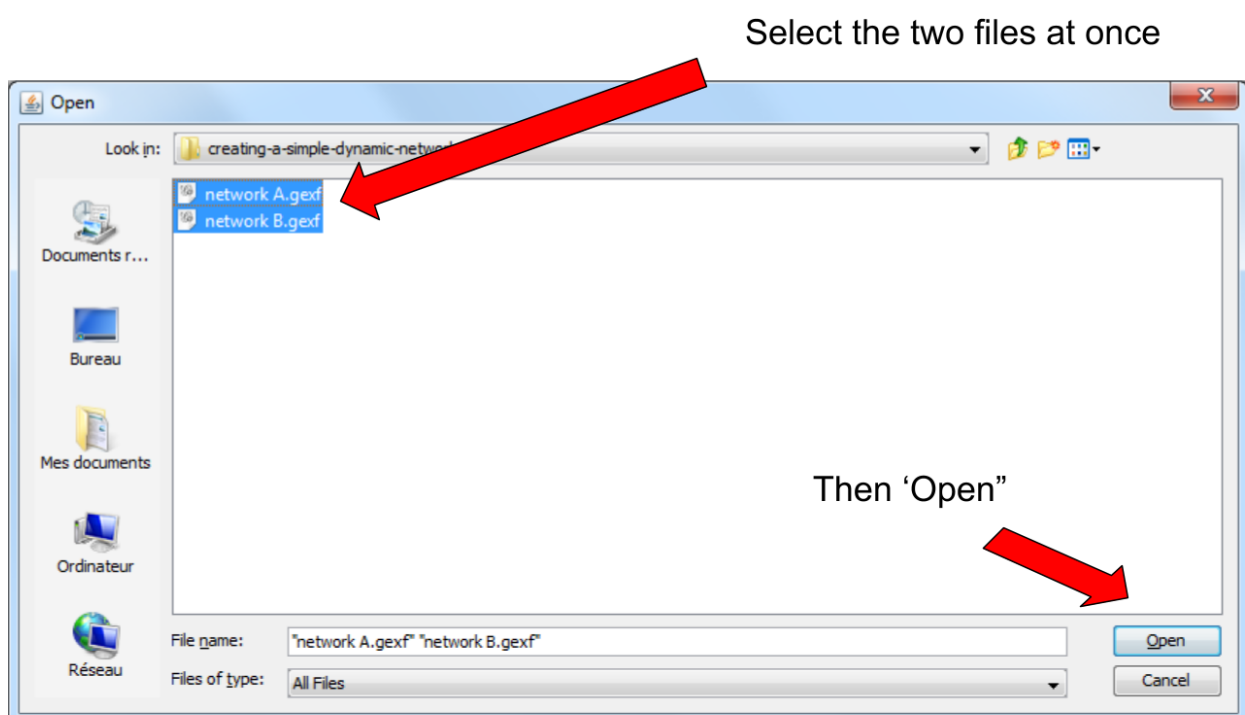 Select the two files at once
Open
Look in:
creating-a-simple-dynamic-network
network A.gexf
network B.gexf
Documents r...
Bureau
Mes documents
Then ‘Open”
Ordinateur
Réseau
File name:
"network A.gexf" "network B.gexf"
Open
Files of type:
All Files
Cancel